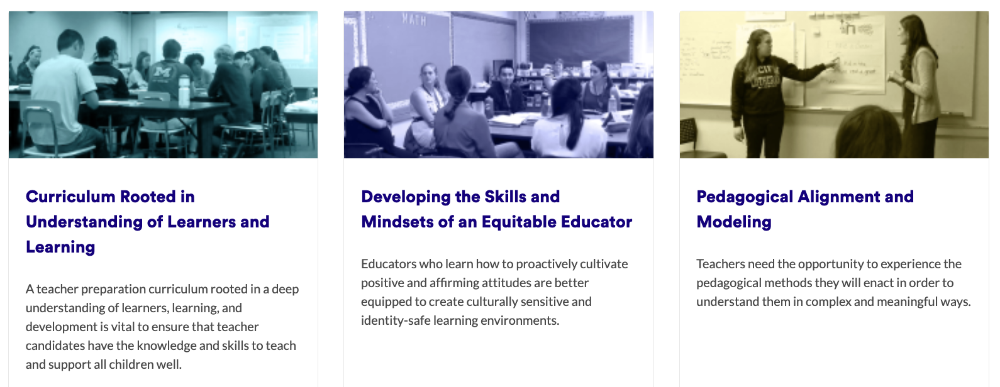 MATH
Curriculum Rooted in
Understanding of Learners and
Learning
A teacher preparation curriculum rooted in a deep
understanding of learners, learning, and
development is vital to ensure that teacher
candidates have the knowledge and skills to teach
and support all children well.
Developing the Skills and
Mindsets of an Equitable Educator
Educators who learn how to proactively cultivate
positive and affirming attitudes are better
equipped to create culturally sensitive and
identity-safe learning environments.
Pedagogical Alignment and
Modeling
Teachers need the opportunity to experience the
pedagogical methods they will enact in order to
understand them in complex and meaningful ways.